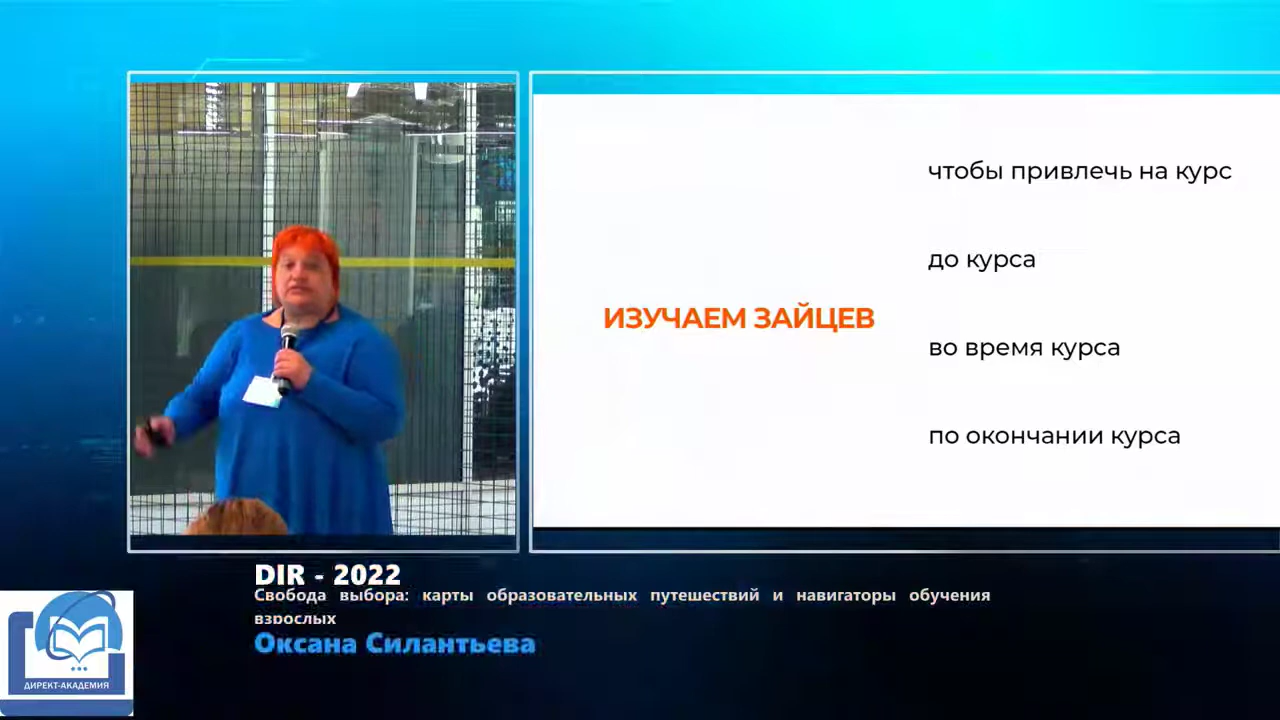 чтобы привлечь на курс
до курса
ИЗУЧАЕМ ЗАЙЦЕВ
во время курса
по окончании курса
DIR - 2022
Свобода выбора: карты образовательных путешествий и навигаторы обучения
взрослых
Оксана Силантьева
ДИРЕКТ-АКАДЕМИЯ